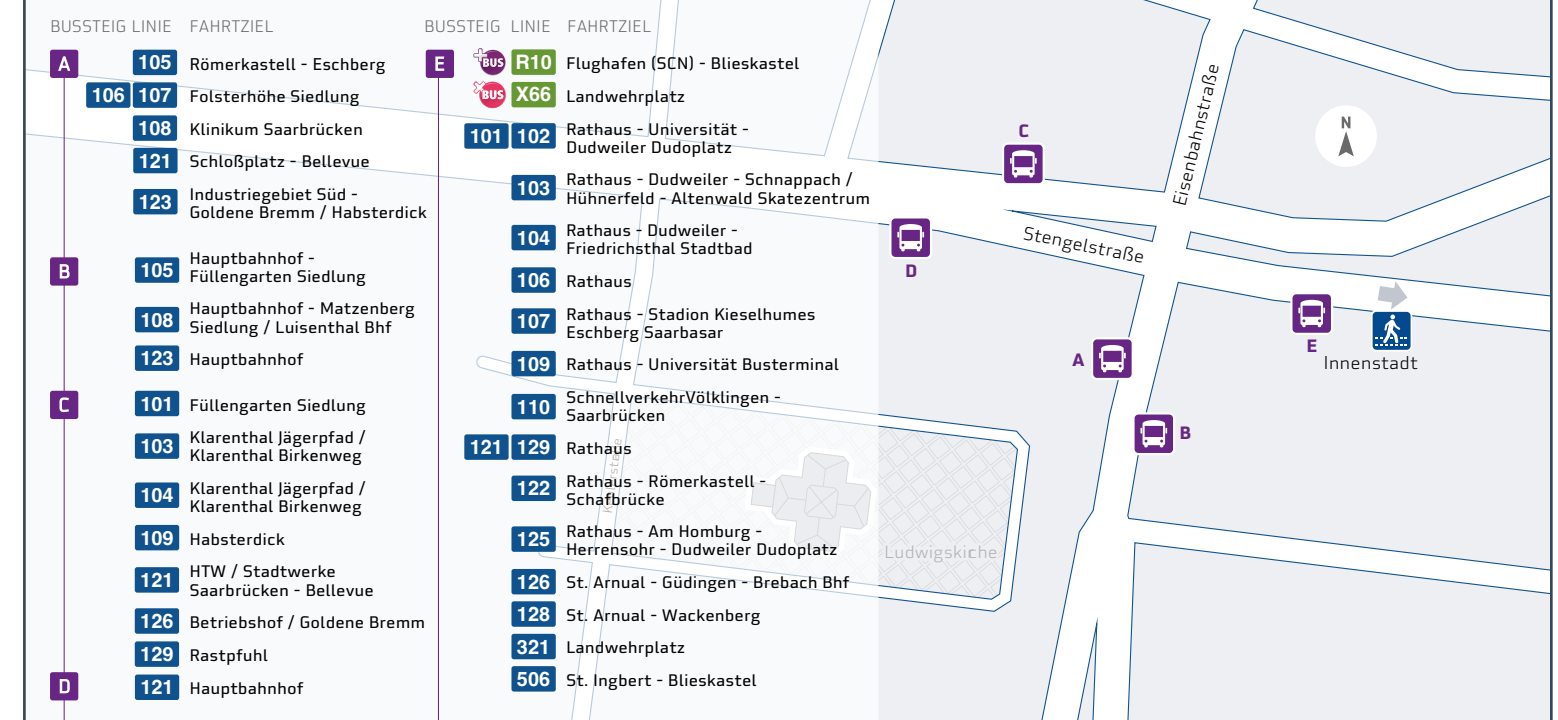 BUSSTEIG LINIE FAHRTZIEL
A
105 Römerkastell - Eschberg
106 107 Folsterhöhe Siedlung
108 Klinikum Saarbrücken
121 Schloßplatz - Bellevue
123 Industriegebiet Süd -
Goldene Bremm / Habsterdick
B
105 Hauptbahnhof -
Füllengarten Siedlung
108 Hauptbahnhof - Matzenberg
Siedlung / Luisenthal Bhf
123 Hauptbahnhof
C
101 Füllengarten Siedlung
103 Klarenthal Jägerpfad /
Klarenthal Birkenweg
104 Klarenthal Jägerpfad /
Klarenthal Birkenweg
109 Habsterdick
121 HTW / Stadtwerke
Saarbrücken - Bellevue
126 Betriebshof / Goldene Bremm
129 Rastpfuhl
D
121 Hauptbahnhof
BUSSTEIG LINIE FAHRTZIEL
E
BUS R10 Flughafen (SCN) - Blieskastel
BUS X66 Landwehrplatz
101 102 Rathaus - Universität -
Dudweiler Dudoplatz
103 Rathaus - Dudweiler - Schnappach /
Hühnerfeld - Altenwald Skatezentrum
104 Rathaus - Dudweiler -
Friedrichsthal Stadtbad
106 Rathaus
107 Rathaus - Stadion Kieselhumes
Eschberg Saarbasar
109 Rathaus - Universität Busterminal
110 SchnellverkehrVölklingen -
Saarbrücken
121 129 Rathaus
122 Rathaus - Römerkastell -
Schafbrücke
125 Rathaus - Am Homburg -
Herrensohr - Dudweiler Dudoplatz
126 St. Arnual - Güdingen - Brebach Bhf
128 St. Arnual - Wackenberg
321 Landwehrplatz
506 St. Ingbert - Blieskastel
Eisenbahnstraße
N
C
Stengelstraße
D
E
Innenstadt
A
B
Ludwigskirche